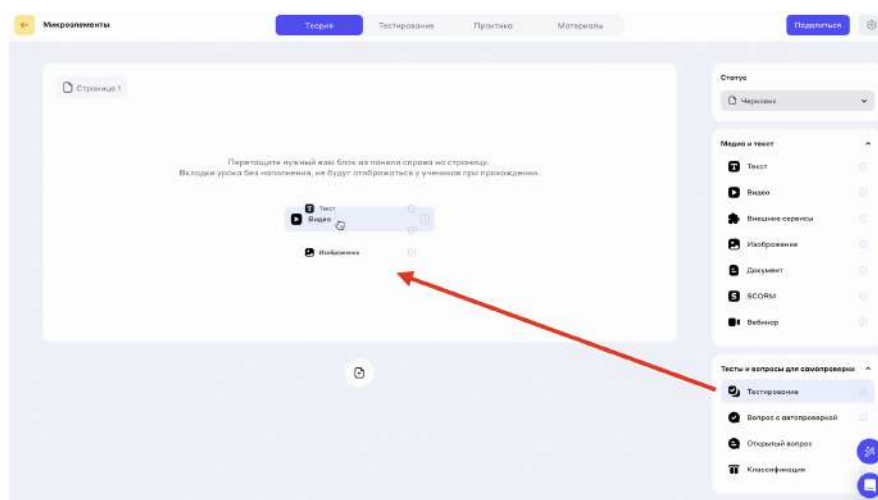 Микроэлементы
Теория
Тестирование
Практика
Материалы
Поделиться
Страница 1
Перетащите нужный вам блок из панели справа на страницу.
Вкладки урока без наполнения, не будут отображаться у учеников при прохождении.
Текст
Видео
Изображение
Статус
Черновик
Медиа и текст
Текст
Видео
Внешние сервисы
Изображение
Документ
SCORM
Вебинар
Тесты и вопросы для самопроверки
Тестирование
Вопрос с автопроверкой
Открытый вопрос
Классификация